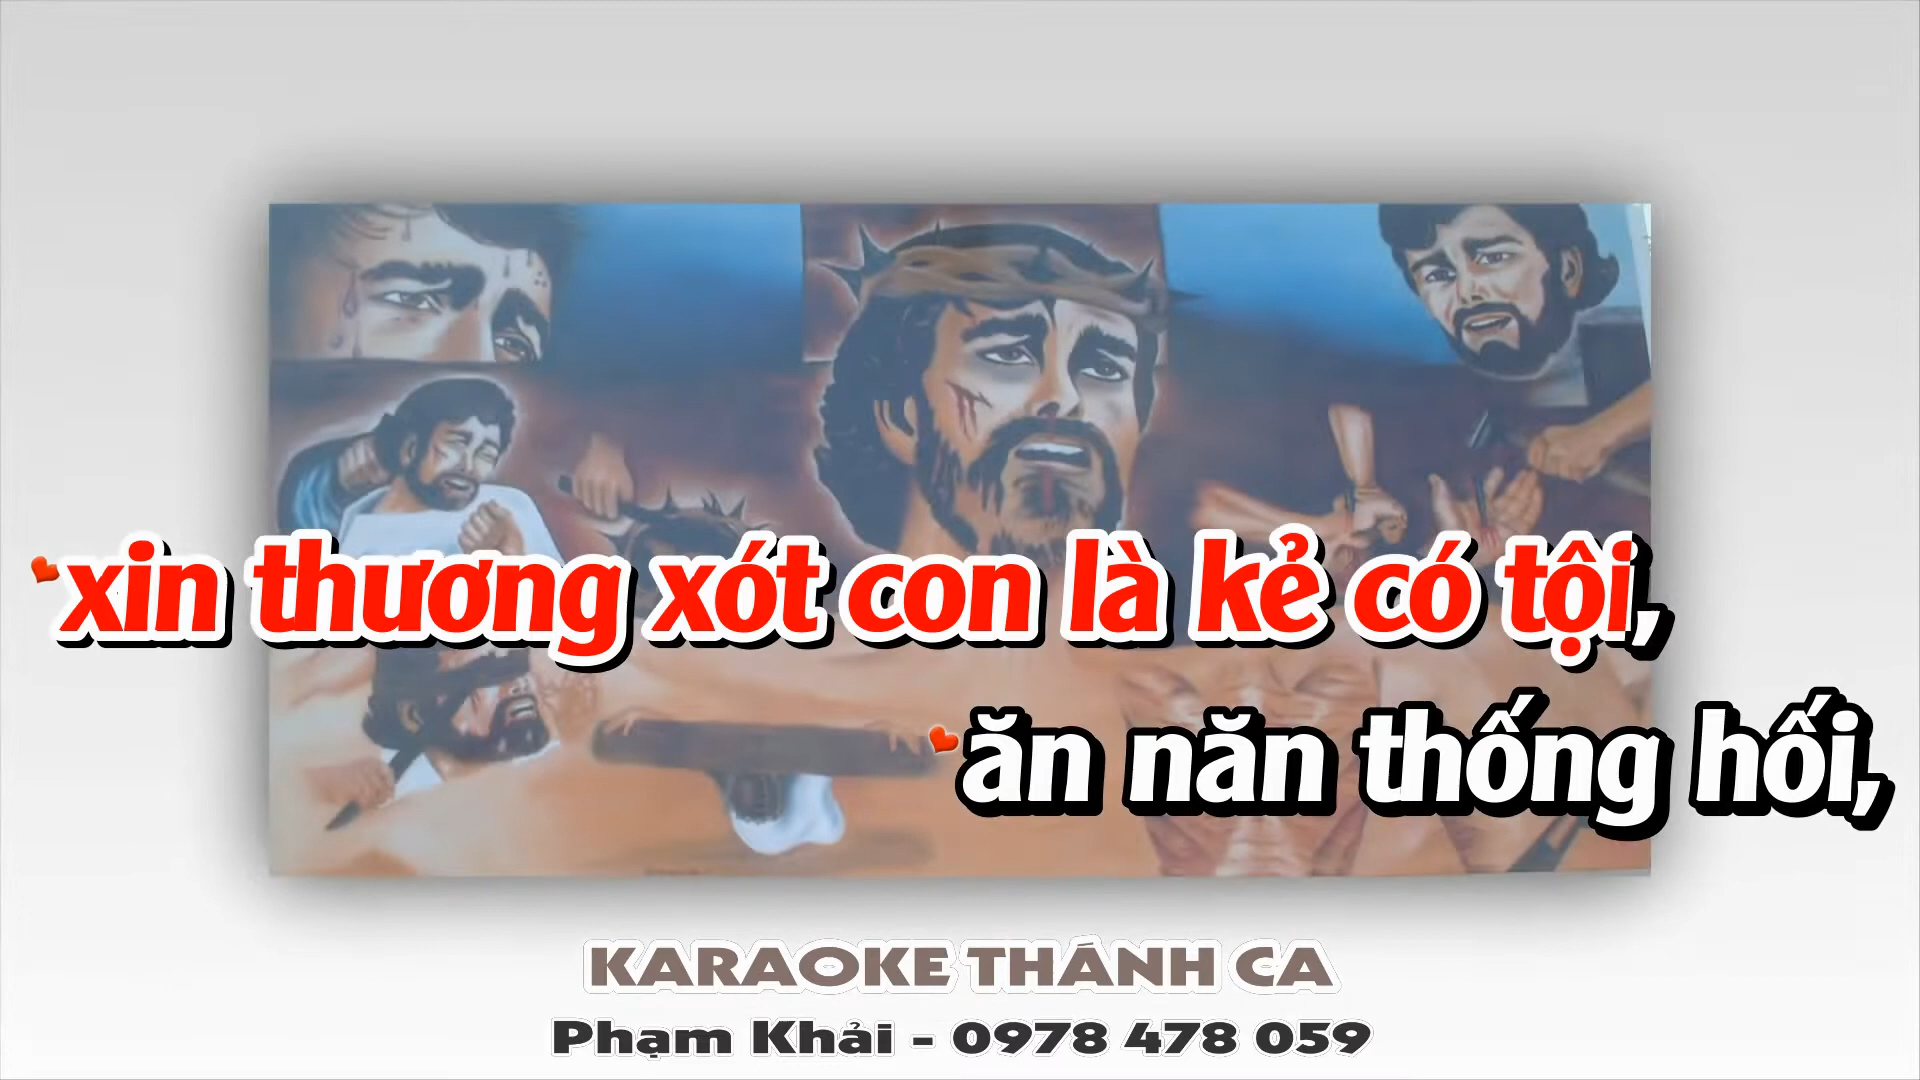 xin thương xót con là kẻ có tội,
ăn năn thống hối,
KARAOKE THÁNH CA
Phạm Khải - 0978 478 059